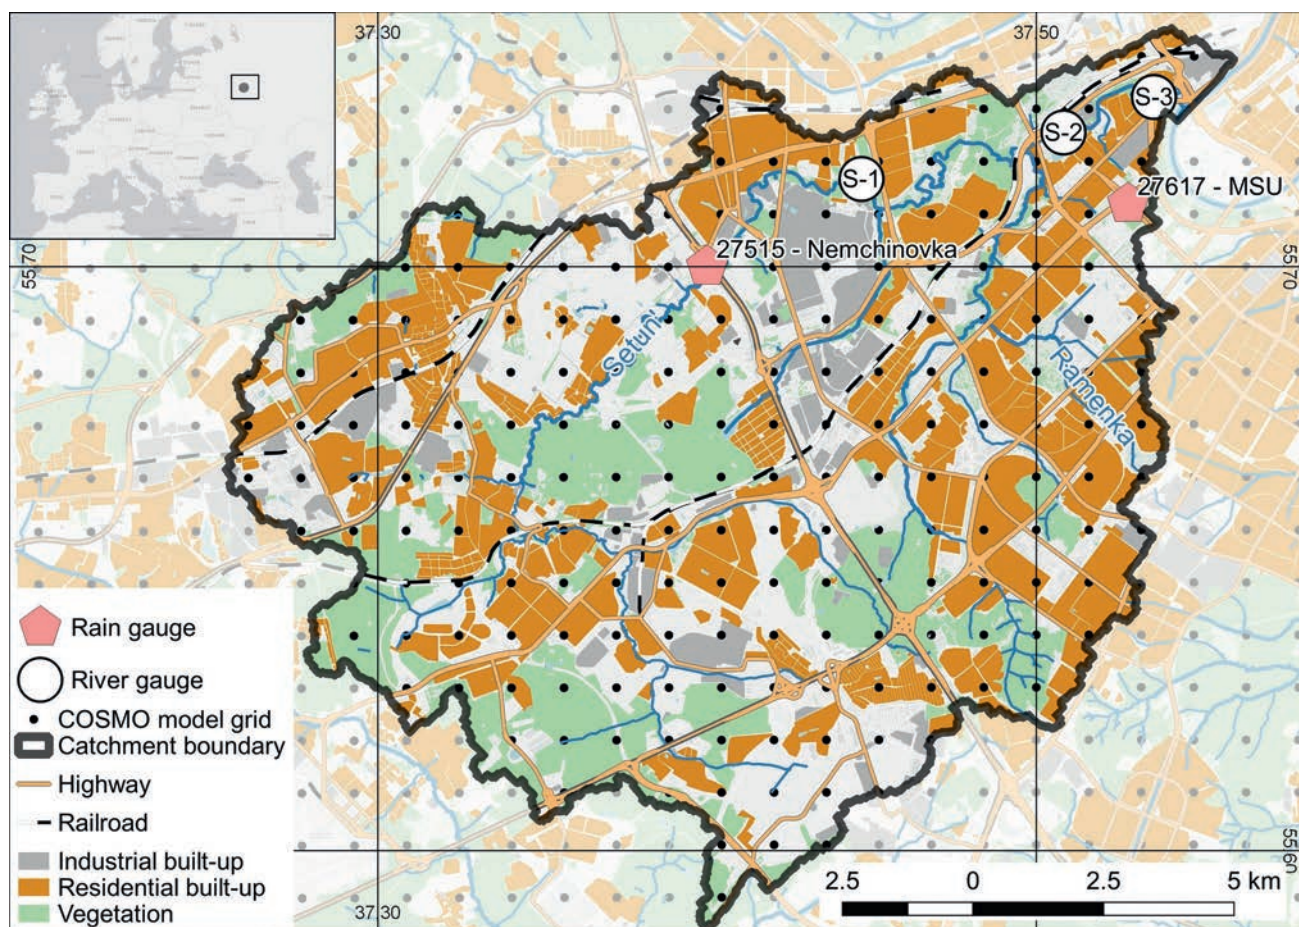 37.30
37.50
S-3
S-2
S-1
27617 - MSU
27515 - Nemchinovka
55.70
55.70
Setun'
Ramenka
Rain gauge
River gauge
COSMO model grid
Catchment boundary
Highway
Railroad
Industrial built-up
Residential built-up
Vegetation
37.30
55.60
2.5
0
2.5
5 km